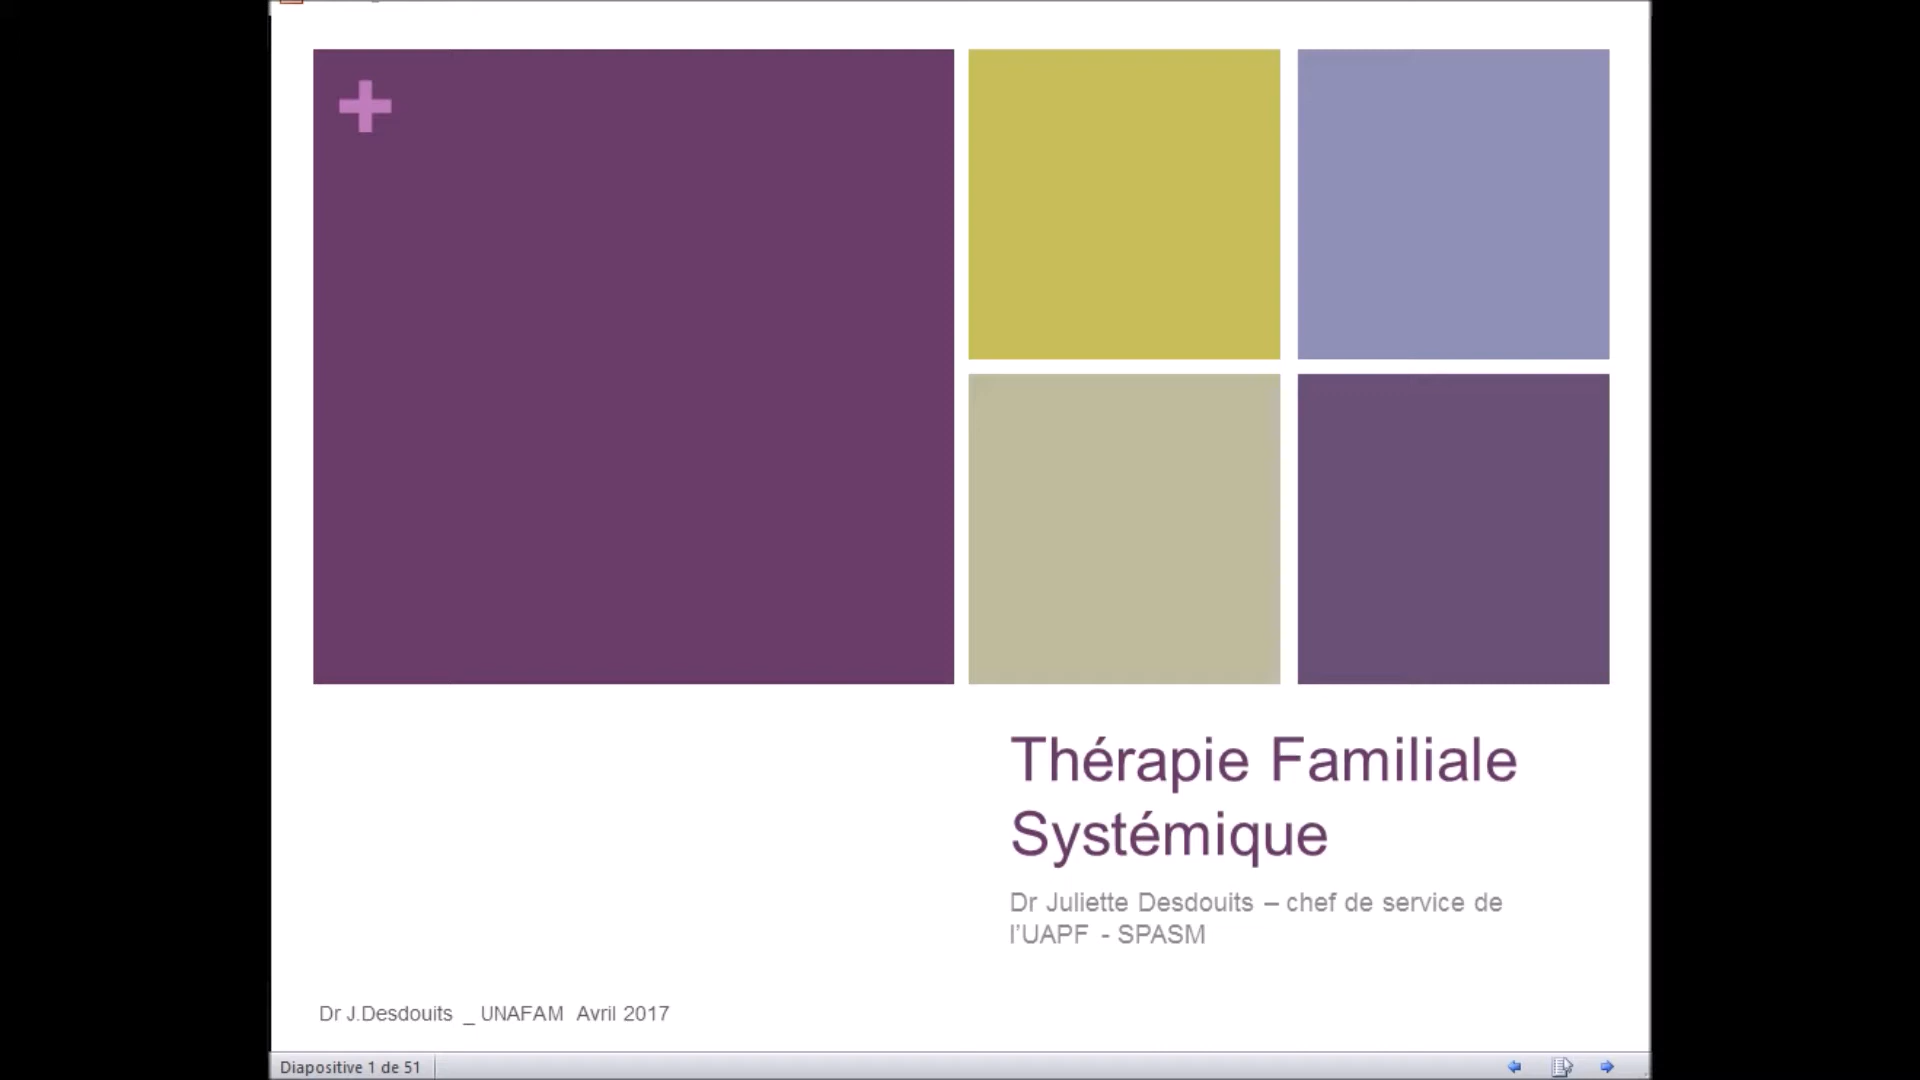 Thérapie Familiale
Systémique
Dr Juliette Desdouits – chef de service de
l’UAPF - SPASM
Dr J.Desdouits _ UNAFAM Avril 2017
Diapositive 1 de 51